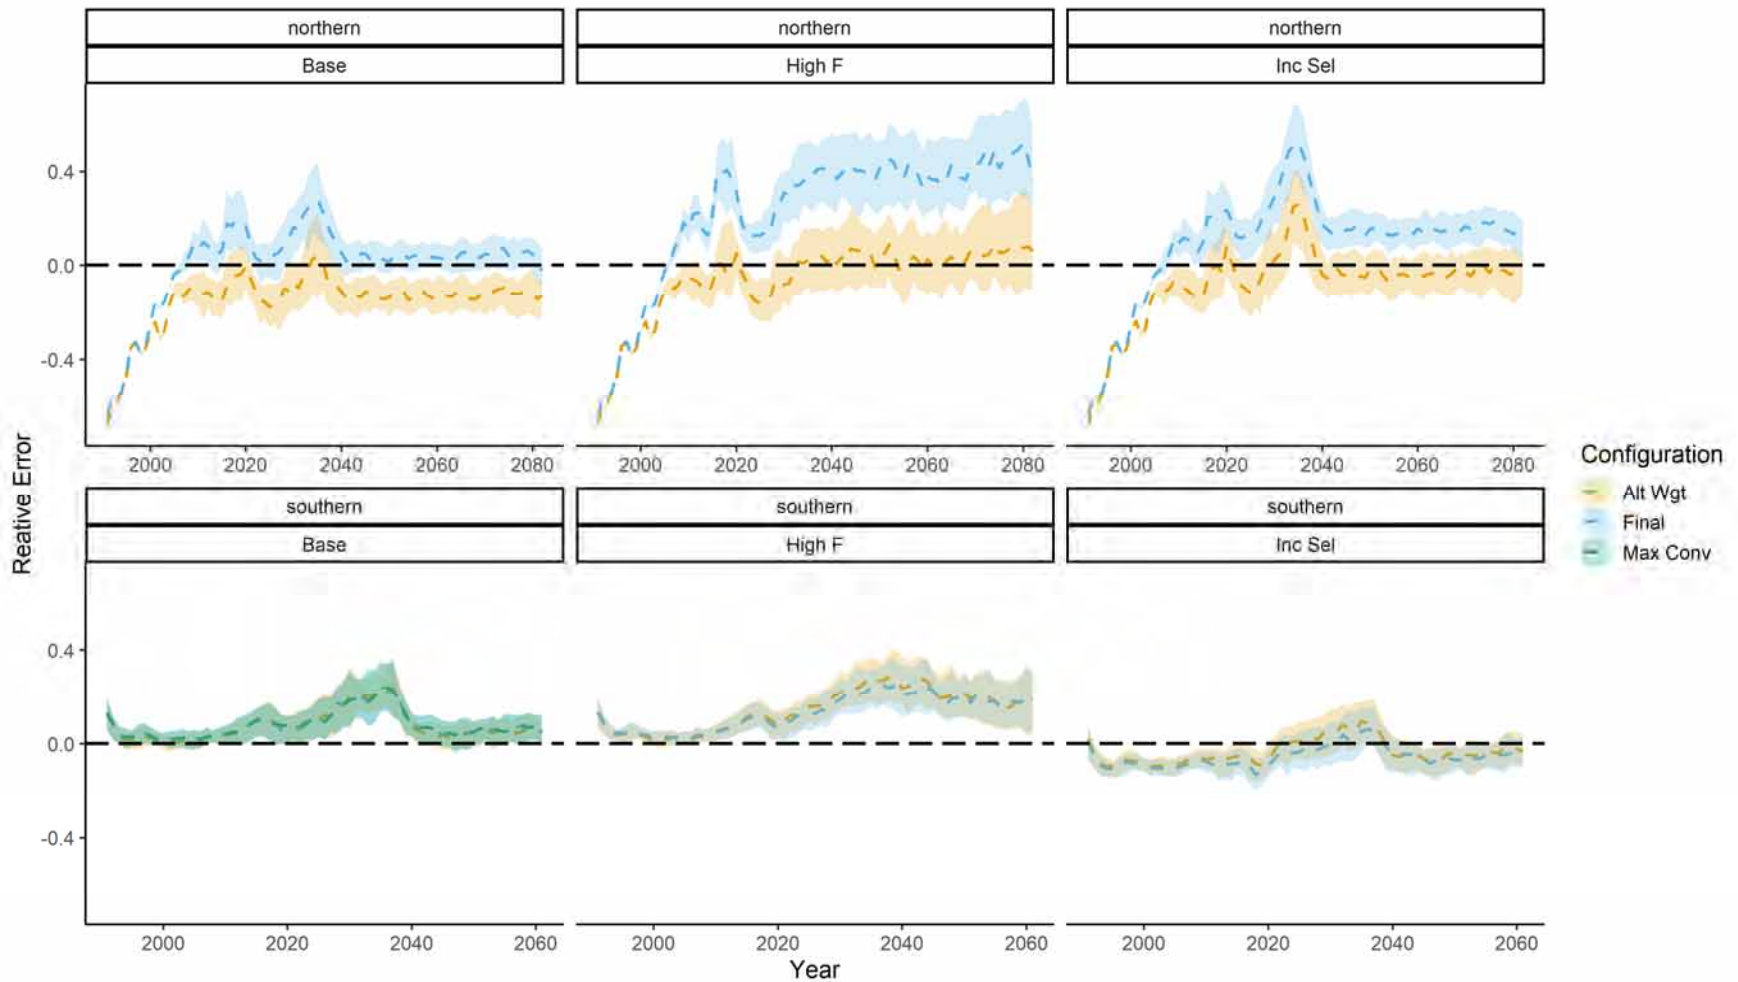 northern northern northern
Base High F Inc Sel
0.4
0.0
-0.4
2000 2020 2040 2060 2080 2000 2020 2040 2060 2080 2000 2020 2040 2060 2080
southern southern southern
Base High F Inc Sel
0.4
0.0
-0.4
2000 2020 2040 2060 2000 2020 2040 2060 2000 2020 2040 2060
Year
Reative Error
Configuration
Alt Wgt
Final
Max Conv